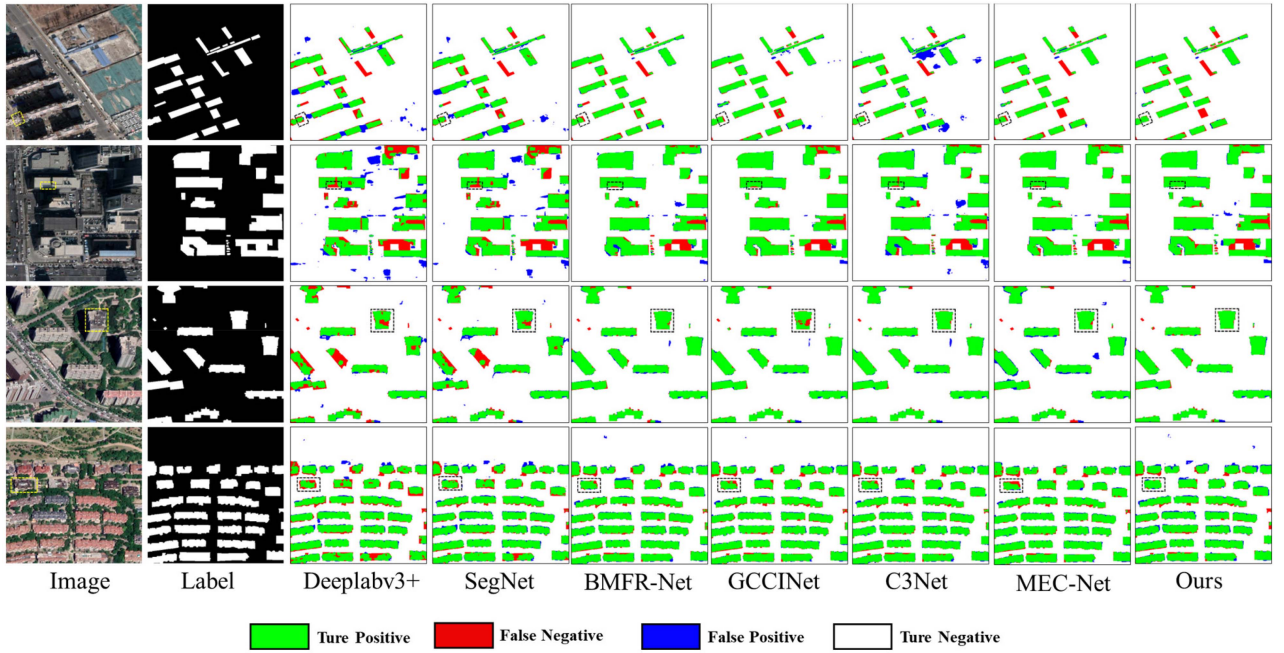 Image Label Deeplabv3+ SegNet BMFR-Net GCCINet C3Net MEC-Net Ours
Ture Positive False Negative False Positive Ture Negative